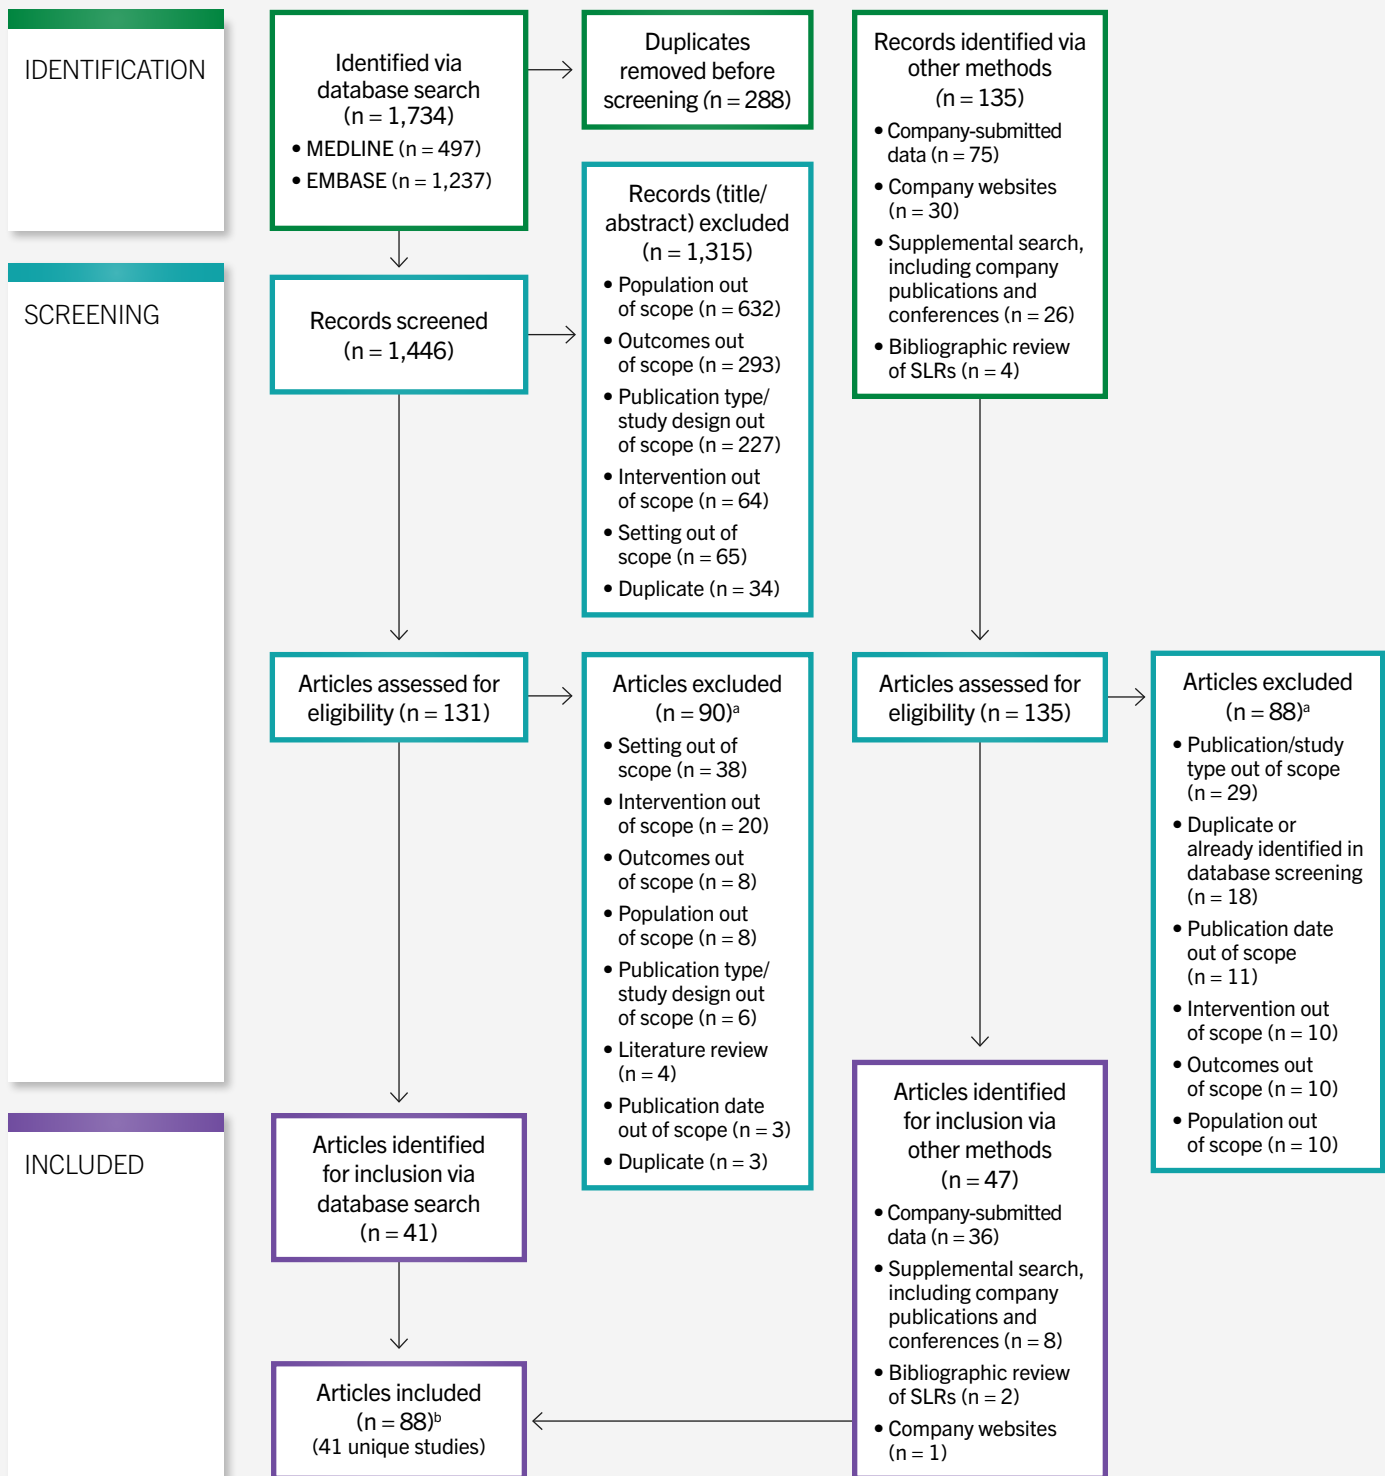 IDENTIFICATION
Identified via
database search
(n = 1,734)
• MEDLINE (n = 497)
• EMBASE (n = 1,237)
Duplicates
removed before
screening (n = 288)
Records identified via
other methods
(n = 135)
• Company-submitted
data (n = 75)
• Company websites
(n = 30)
• Supplemental search,
including company
publications and
conferences (n = 26)
• Bibliographic review
of SLRs (n = 4)
SCREENING
Records screened
(n = 1,446)
Records (title/
abstract) excluded
(n = 1,315)
• Population out
of scope (n = 632)
• Outcomes out
of scope (n = 293)
• Publication type/
study design out
of scope (n = 227)
• Intervention out
of scope (n = 64)
• Setting out of
scope (n = 65)
• Duplicate (n = 34)
Articles assessed for
eligibility (n = 131)
Articles excluded
(n = 90)ᵃ
• Setting out of
scope (n = 38)
• Intervention out
of scope (n = 20)
• Outcomes out
of scope (n = 8)
• Population out
of scope (n = 8)
• Publication type/
study design out
of scope (n = 6)
• Literature review
(n = 4)
• Publication date
out of scope (n = 3)
• Duplicate (n = 3)
Articles assessed for
eligibility (n = 135)
Articles excluded
(n = 88)ᵃ
• Publication/study
type out of scope
(n = 29)
• Duplicate or
already identified in
database screening
(n = 18)
• Publication date
out of scope
(n = 11)
• Intervention out
of scope (n = 10)
• Outcomes out
of scope (n = 10)
• Population out
of scope (n = 10)
INCLUDED
Articles identified
for inclusion via
database search
(n = 41)
Articles identified
for inclusion via
other methods
(n = 47)
• Company-submitted
data (n = 36)
• Supplemental search,
including company
publications and
conferences (n = 8)
• Bibliographic review
of SLRs (n = 2)
• Company websites
(n = 1)
Articles included
(n = 88)ᵇ
(41 unique studies)